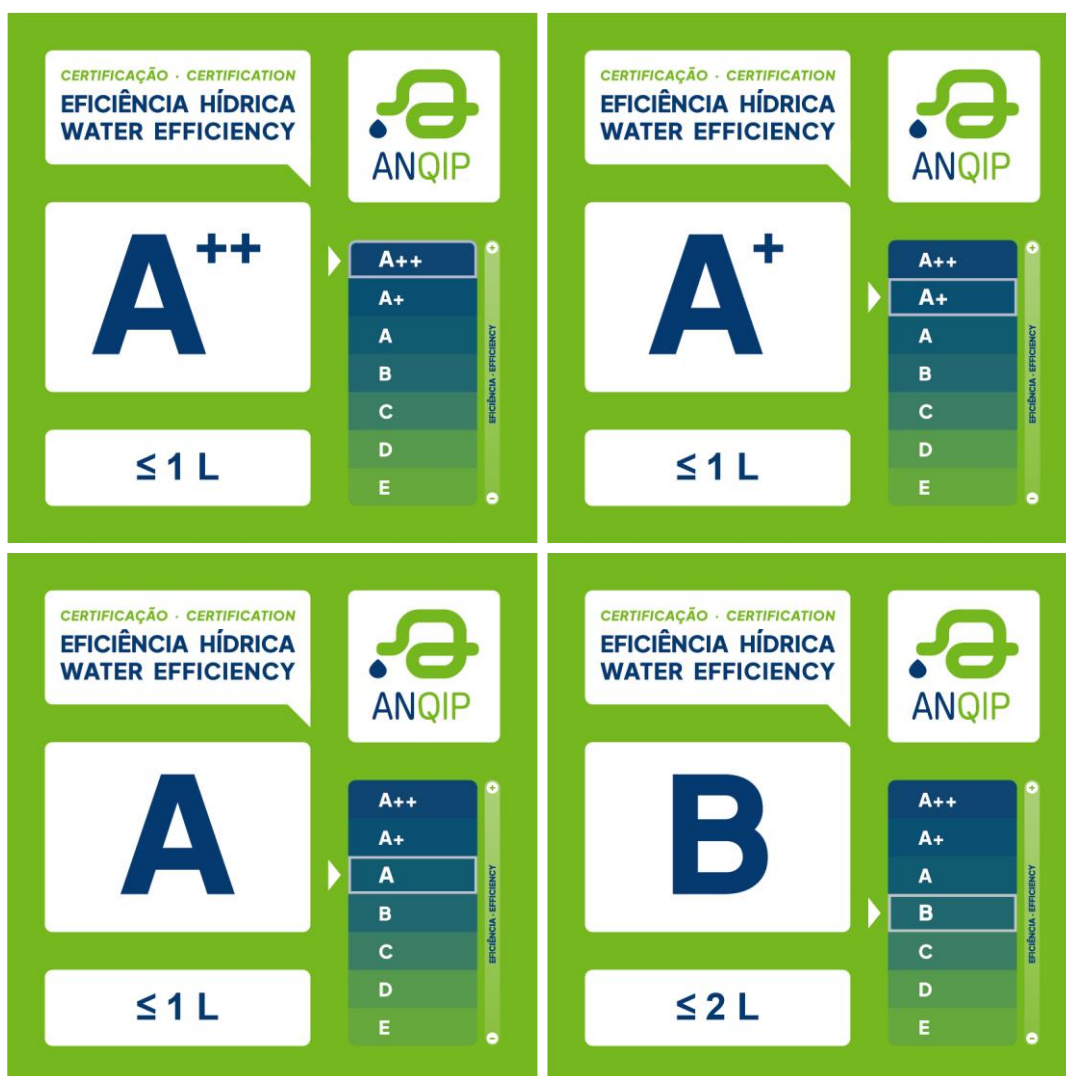 CERTIFICAÇÃO · CERTIFICATION
EFICIÊNCIA HÍDRICA
WATER EFFICIENCY
ANQIP
A++
A++
A+
A
B
C
D
E
+
EFICIÊNCIA · EFFICIENCY
-
≤ 1 L
CERTIFICAÇÃO · CERTIFICATION
EFICIÊNCIA HÍDRICA
WATER EFFICIENCY
ANQIP
A+
A++
A+
A
B
C
D
E
+
EFICIÊNCIA · EFFICIENCY
-
≤ 1 L
CERTIFICAÇÃO · CERTIFICATION
EFICIÊNCIA HÍDRICA
WATER EFFICIENCY
ANQIP
A
A++
A+
A
B
C
D
E
+
EFICIÊNCIA · EFFICIENCY
-
≤ 1 L
CERTIFICAÇÃO · CERTIFICATION
EFICIÊNCIA HÍDRICA
WATER EFFICIENCY
ANQIP
B
A++
A+
A
B
C
D
E
+
EFICIÊNCIA · EFFICIENCY
-
≤ 2 L